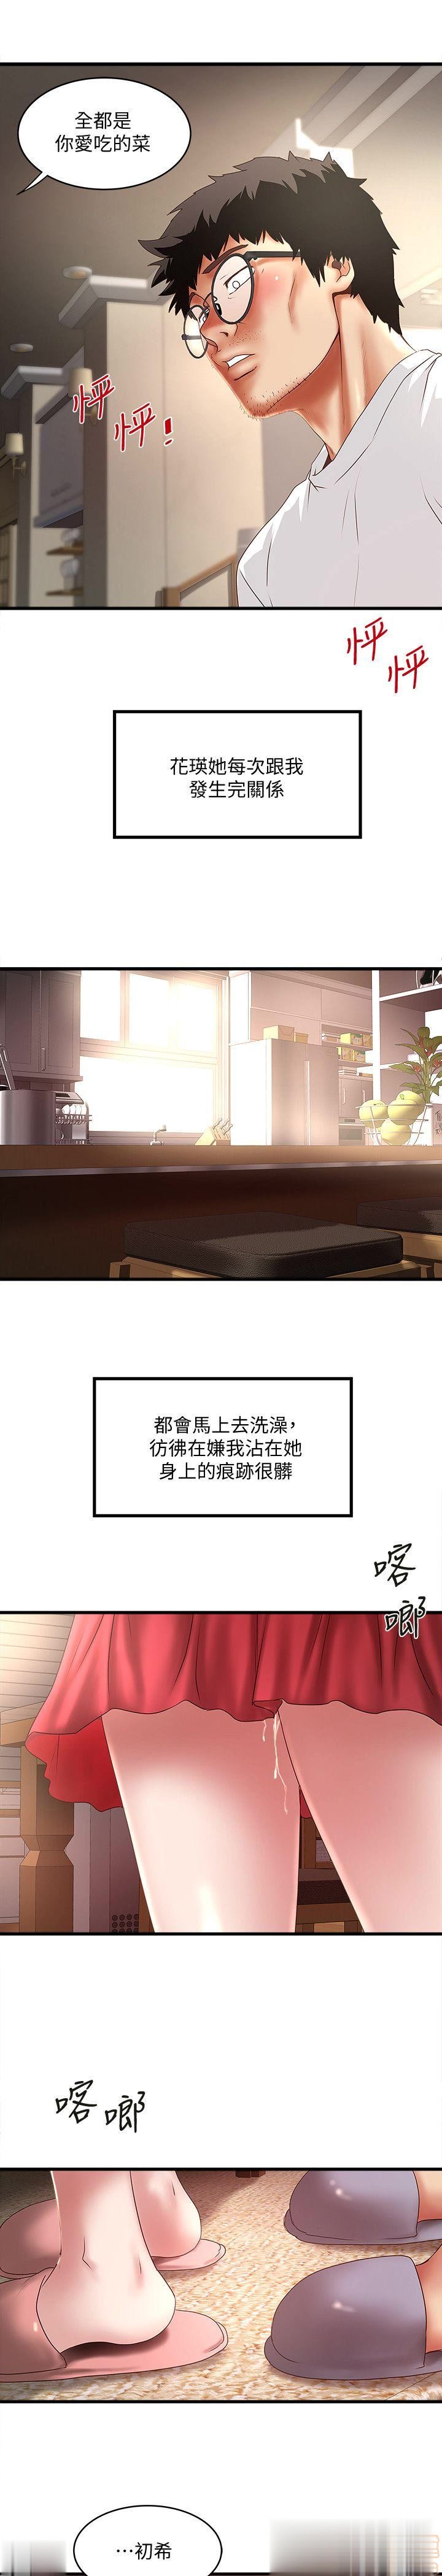 全都是
你愛吃的菜
怦
怦!
怦
怦
花瑛她每次跟我
發生完關係
都會馬上去洗澡，
彷彿在嫌我沾在她
身上的痕跡很髒
喀
啷
喀
啷
…初希